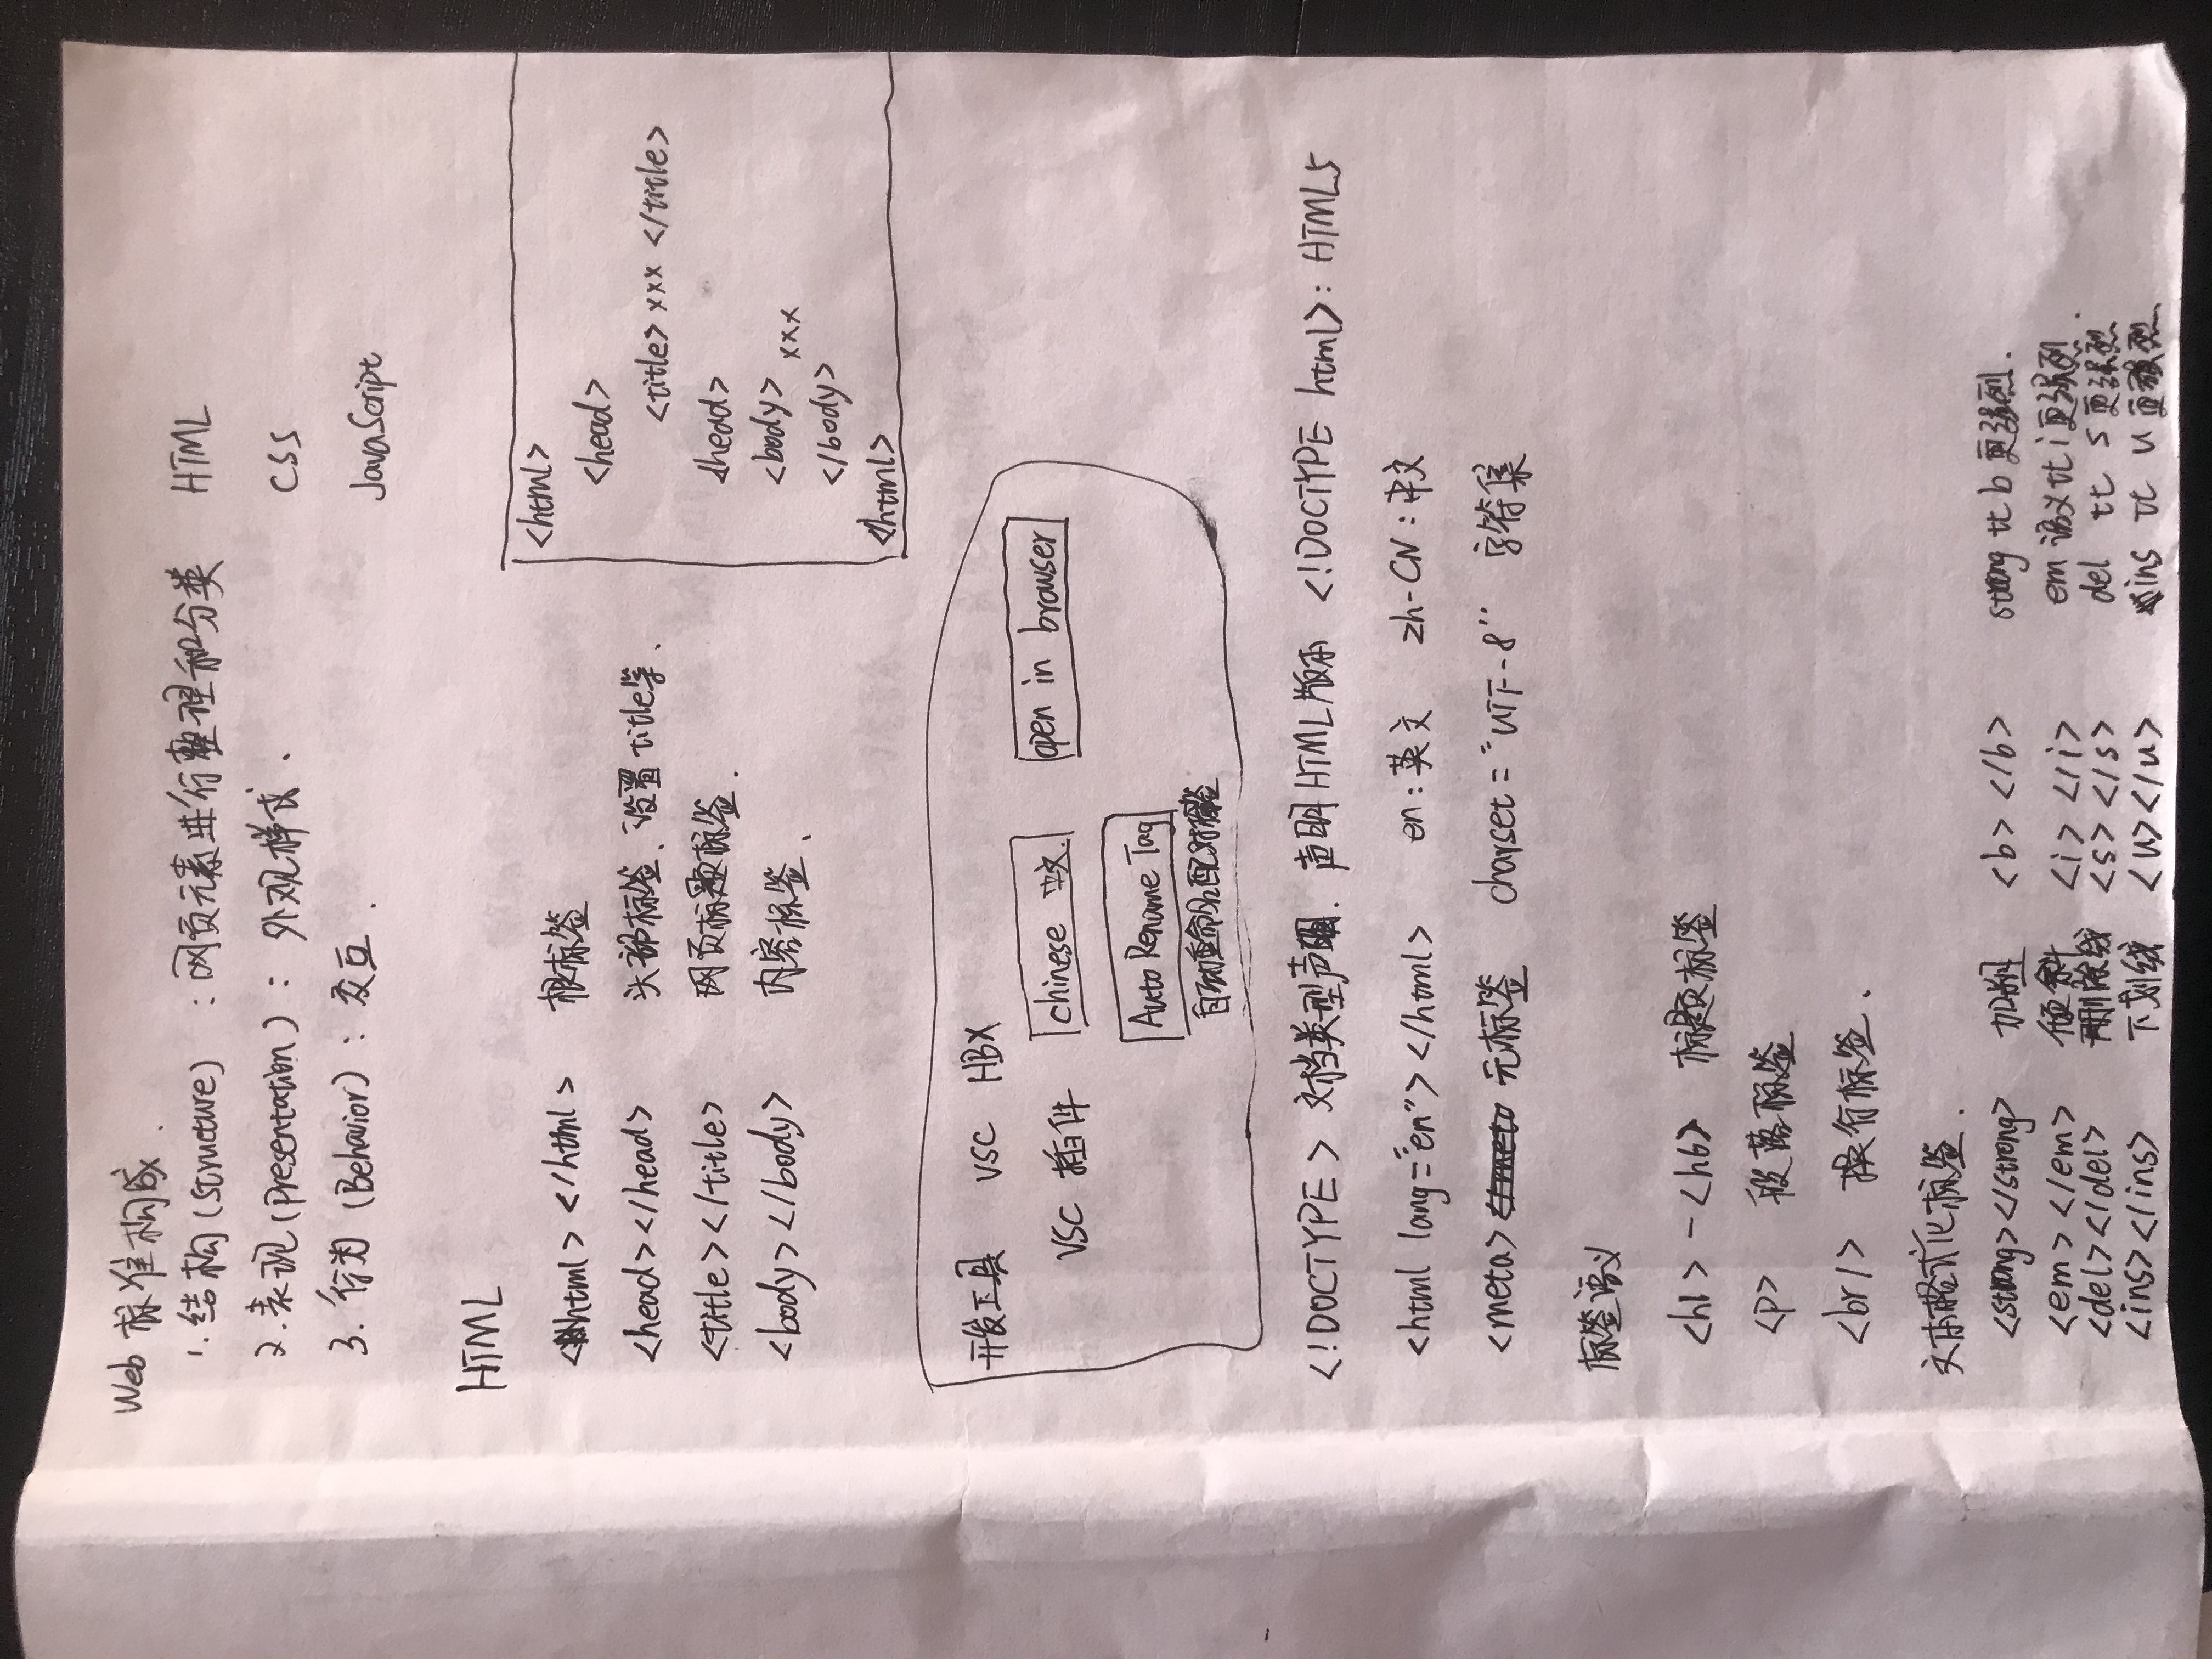 Web 标准构成.
1.结构(structure) : 网页元素进行整理和分类 HTML
2.表现(presentation) : 外观样式. CSS
3.行为(Behavior) : 交互. JavaScript
HTML
<html></html> 根标签
<head></head> 头部标签、设置title等.
<title></title> 网页标题标签.
<body></body> 内容标签、
<html>
<head>
<title> xxx </title>
</head>
<body> xxx
</body>
</html>
开发工具 VSC HBX
VSC 插件 chinese 中文. open in browser
Auto Rename Tag
自动重命名配对标签
<!DOCTYPE> 文档类型声明. 声明HTML版本 <!DOCTYPE html>: HTML5
<html lang="en"></html> en:英文 zh-CN:中文
<meta> 元标签 charset="UTF-8" 字符集
标签语义
<h1>-<h6> 标题标签
<p> 段落标签
<br/> 换行标签.
文本格式化标签.
<strong></strong> 加粗 <b></b> strong 比 b 更强烈.
<em></em> 倾斜 <i></i> em 语义比 i 更强烈.
<del></del> 删除线 <s></s> del 比 s 更强烈
<ins></ins> 下划线 <u></u> ins 比 u 更强烈.